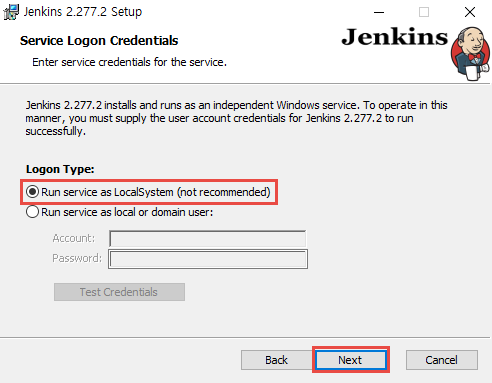 Jenkins 2.277.2 Setup
Service Logon Credentials
Enter service credentials for the service.
Jenkins
Jenkins 2.277.2 installs and runs as an independent Windows service. To operate in this
manner, you must supply the user account credentials for Jenkins 2.277.2 to run
successfully.
Logon Type:
Run service as LocalSystem (not recommended)
Run service as local or domain user:
Account:
Password:
Test Credentials
Back
Next
Cancel